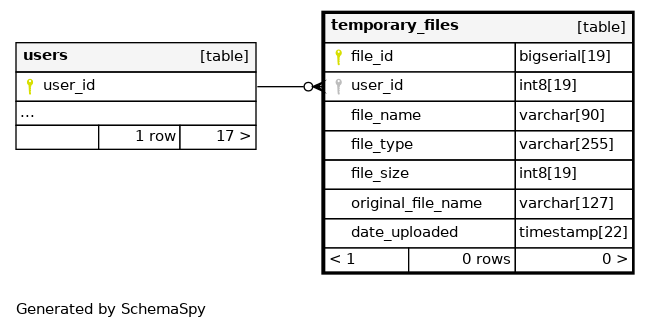 users [table]
user_id
...
1 row 17 >
temporary_files [table]
file_id bigserial[19]
user_id int8[19]
file_name varchar[90]
file_type varchar[255]
file_size int8[19]
original_file_name varchar[127]
date_uploaded timestamp[22]
< 1 0 rows 0 >
Generated by SchemaSpy